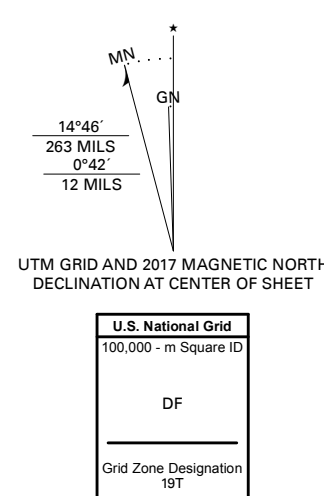 ★
MN
GN
14°46´
263 MILS
0°42´
12 MILS
UTM GRID AND 2017 MAGNETIC NORTH
DECLINATION AT CENTER OF SHEET
U.S. National Grid
100,000 - m Square ID
DF
Grid Zone Designation
19T